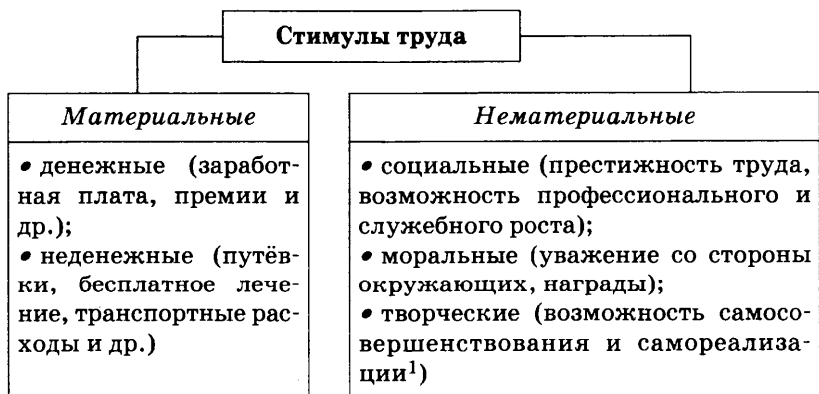 Стимулы труда
Материальные
• денежные (заработ-
ная плата, премии и
др.);
• неденежные (путёв-
ки, бесплатное лече-
ние, транспортные рас-
ходы и др.)
Нематериальные
• социальные (престижность труда,
возможность профессионального и
служебного роста);
• моральные (уважение со стороны
окружающих, награды);
• творческие (возможность самосо-
вершенствования и самореализа-
ции¹)